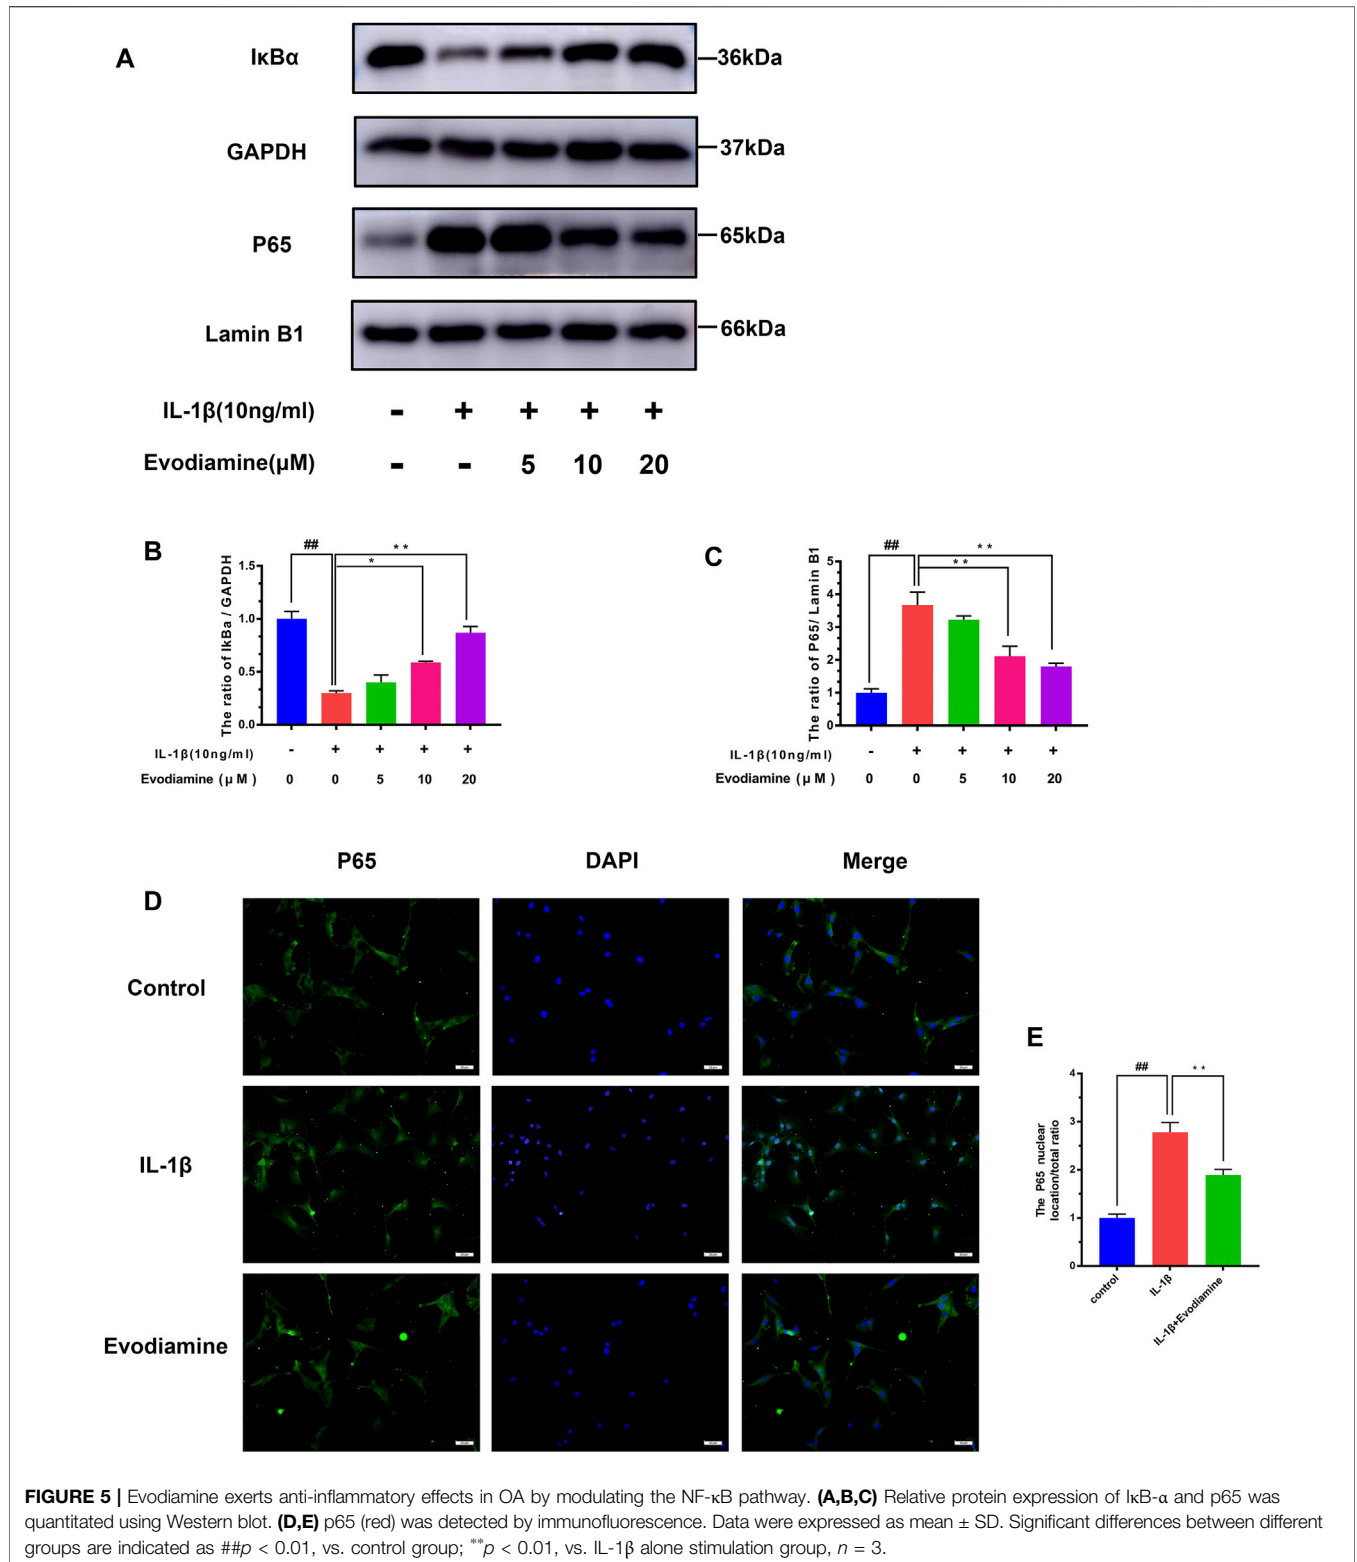 A
IκBα
36kDa
GAPDH
37kDa
P65
65kDa
Lamin B1
66kDa
IL-1β(10ng/ml) - + + + +
Evodiamine(μM) - - 5 10 20
B
The ratio of IkBa / GAPDH
1.5
1.0
0.5
0.0
## * * *
IL-1β(10ng/ml) - + + + +
Evodiamine (μ M) 0 0 5 10 20
C
The ratio of P65/ Lamin B1
5
4
3
2
1
0
## * * * *
IL-1β(10ng/ml) - + + + +
Evodiamine (μ M) 0 0 5 10 20
P65 DAPI Merge
D
Control
IL-1β
Evodiamine
E
The P65 nuclear
location/total ratio
4
3
2
1
0
## * *
control
IL-1β
IL-1β+Evodiamine
FIGURE 5 | Evodiamine exerts anti-inflammatory effects in OA by modulating the NF-κB pathway. (A,B,C) Relative protein expression of IκB-α and p65 was
quantitated using Western blot. (D,E) p65 (red) was detected by immunofluorescence. Data were expressed as mean ± SD. Significant differences between different
groups are indicated as ##p < 0.01, vs. control group; **p < 0.01, vs. IL-1β alone stimulation group, n = 3.